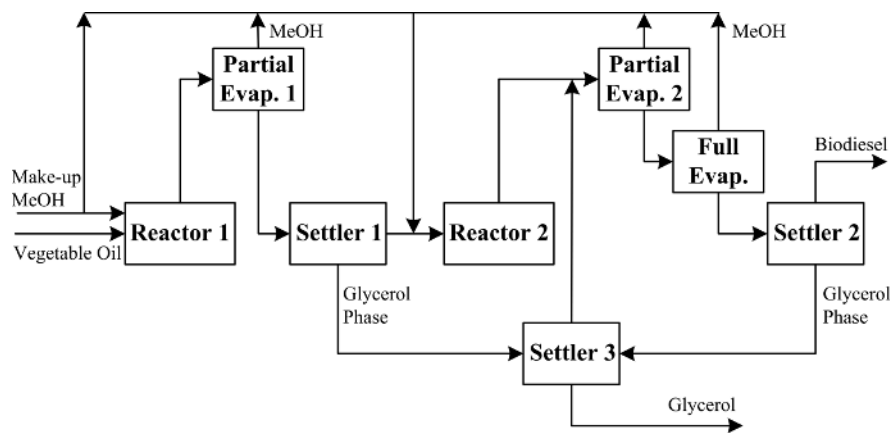 MeOH
MeOH
Partial
Evap. 1
Partial
Evap. 2
Full
Evap.
Biodiesel
Make-up
MeOH
Vegetable Oil
Reactor 1
Settler 1
Reactor 2
Settler 2
Glycerol
Phase
Glycerol
Phase
Settler 3
Glycerol